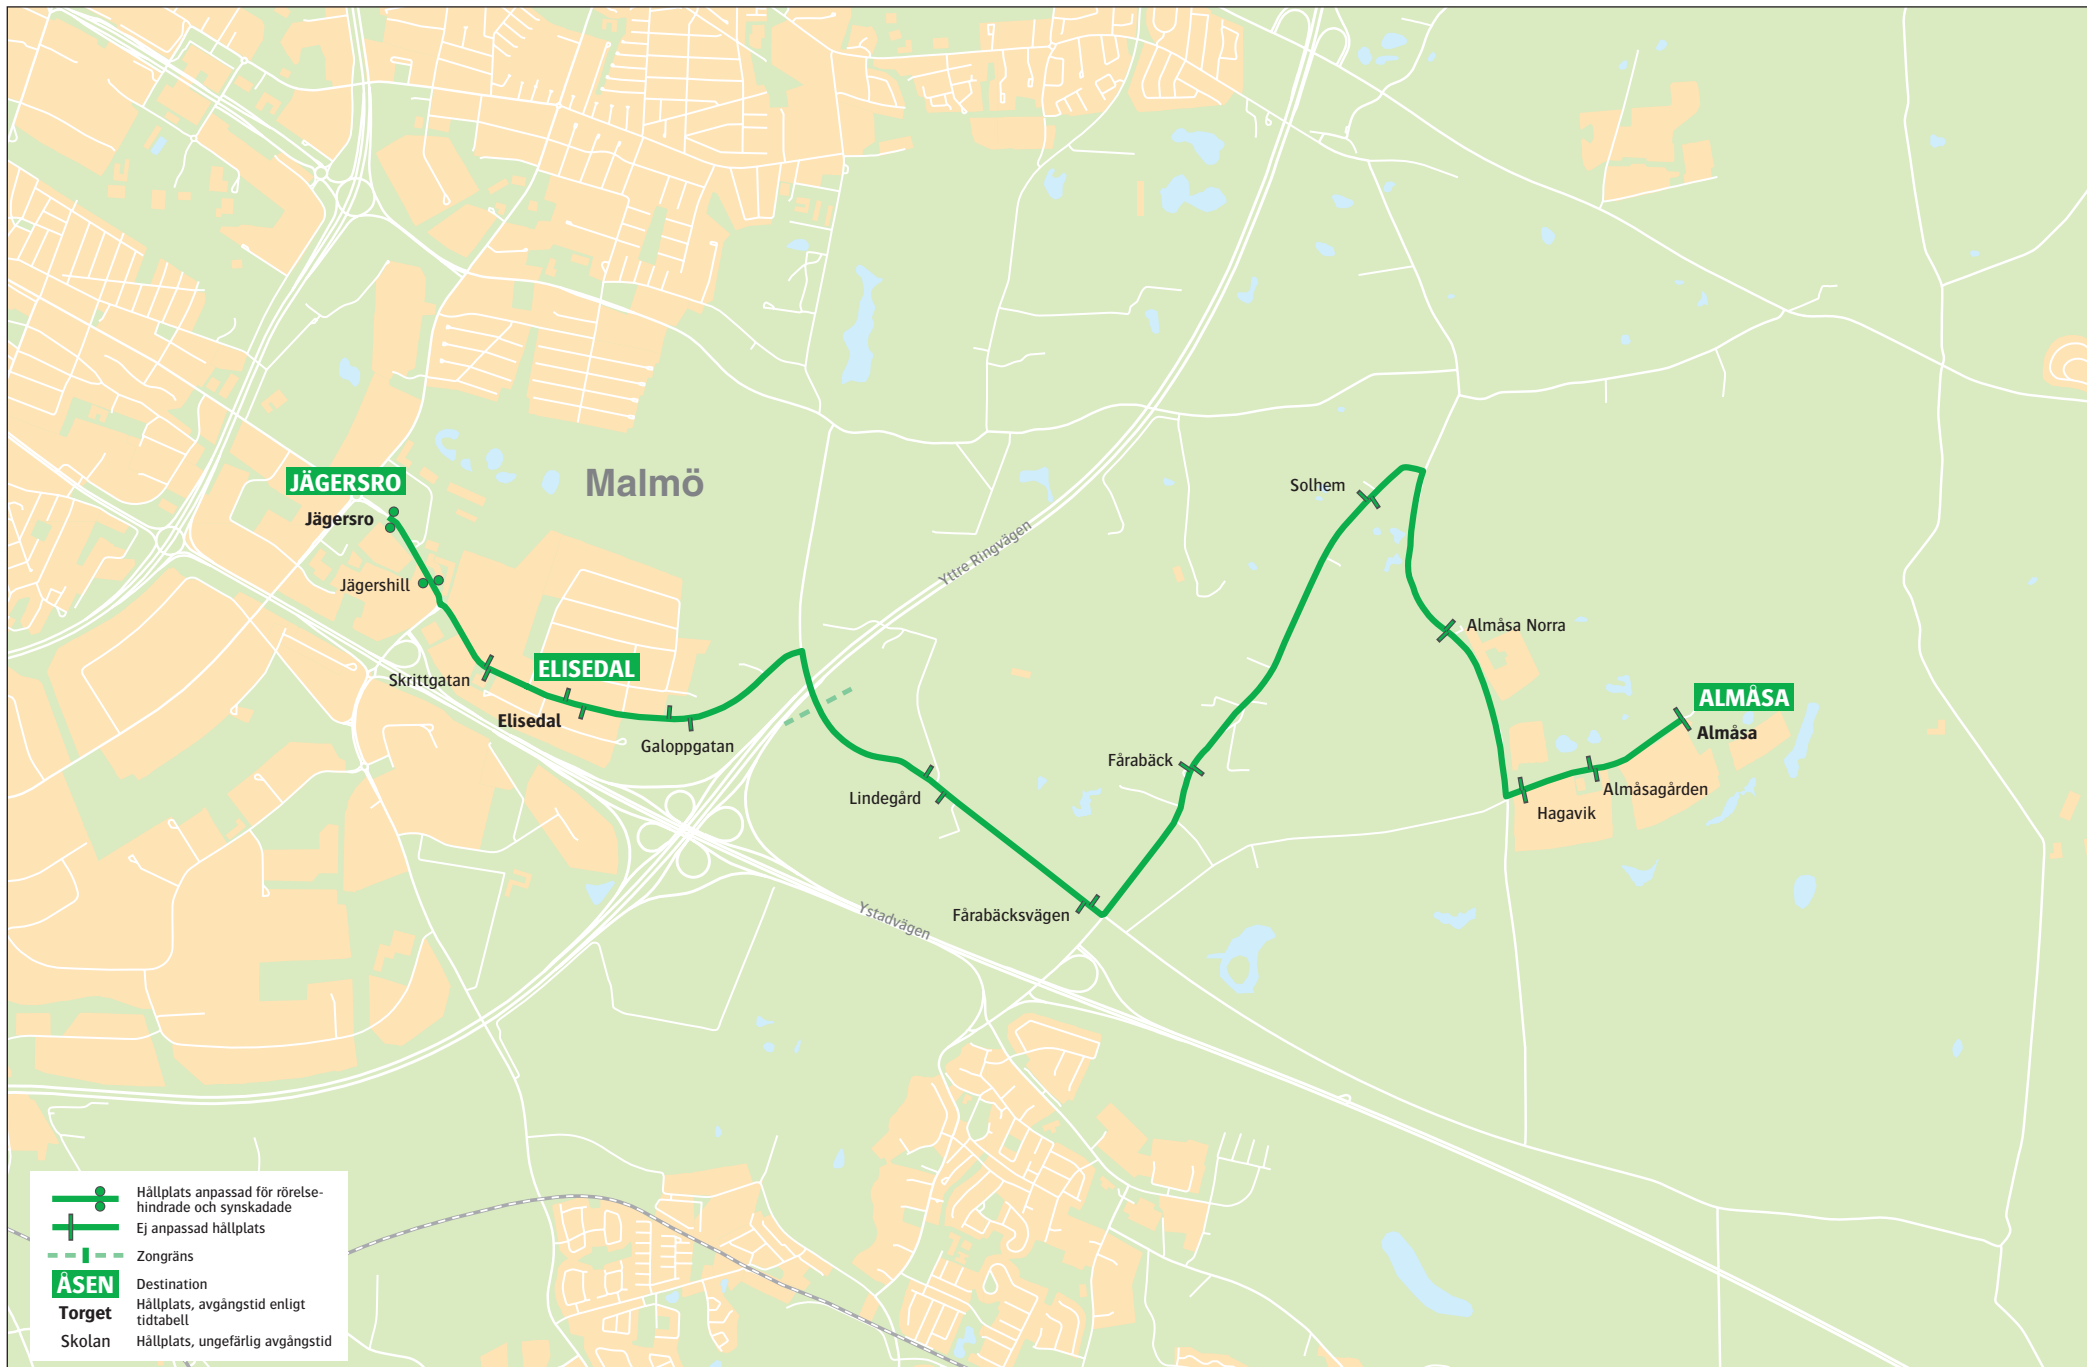 JÄGERSRO
Jägersro
Malmö
Solhem
Yttre Ringvägen
Jägershill
Almåsa Norra
Skrittgatan
ELISEDAL
Elisedal
Galoppgatan
ALMÅSA
Almåsa
Fårabäck
Lindegård
Almåsagården
Hagavik
Fårabäcksvägen
Ystadvägen
Hållplats anpassad för rörelse-
hindrade och synskadade
Ej anpassad hållplats
Zongräns
ÅSEN Destination
Torget Hållplats, avgångstid enligt
tidtabell
Skolan Hållplats, ungefärlig avgångstid